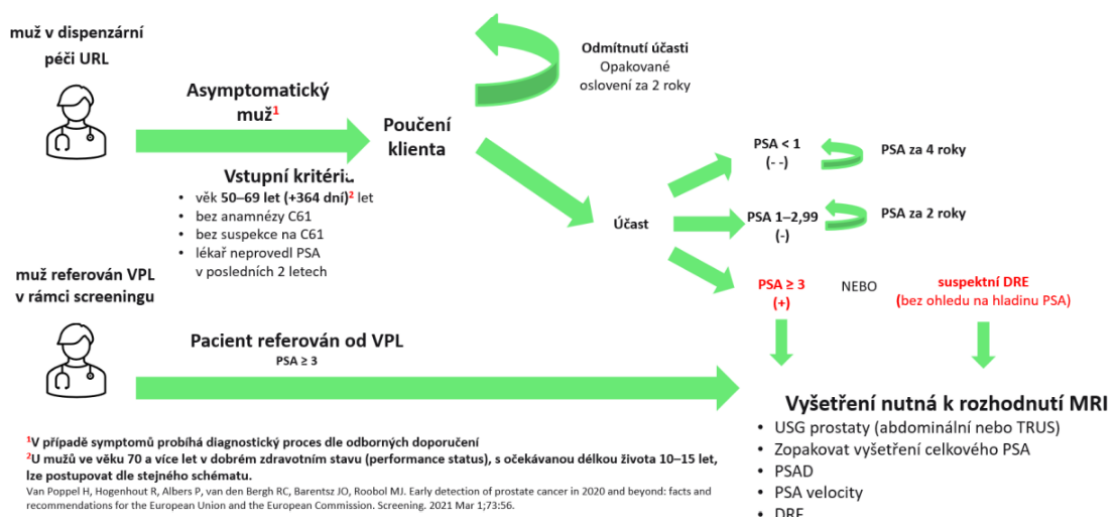 muž v dispenzární
péči URL
Asymptomatický
muž1
Vstupní kritéria
• věk 50–69 let (+364 dní)2 let
• bez anamnézy C61
• bez suspekce na C61
• lékař neprovedl PSA
v posledních 2 letech
Poučení
klienta
Odmítnutí účasti
Opakované
oslovení za 2 roky
Účast
PSA < 1
(- -)
PSA za 4 roky
PSA 1–2,99
(-)
PSA za 2 roky
PSA ≥ 3
(+)
NEBO
suspektní DRE
(bez ohledu na hladinu PSA)
muž referován VPL
v rámci screeningu
Pacient referován od VPL
PSA ≥ 3
Vyšetření nutná k rozhodnutí MRI
• USG prostaty (abdominální nebo TRUS)
• Zopakovat vyšetření celkového PSA
• PSAD
• PSA velocity
• DRE
1V případě symptomů probíhá diagnostický proces dle odborných doporučení
2U mužů ve věku 70 a více let v dobrém zdravotním stavu (performance status), s očekávanou délkou života 10–15 let,
lze postupovat dle stejného schématu.
Van Poppel H, Hogenhout R, Albers P, van den Bergh RC, Barentsz JO, Roobol MJ. Early detection of prostate cancer in 2020 and beyond: facts and
recommendations for the European Union and the European Commission. Screening. 2021 Mar 1;73:56.